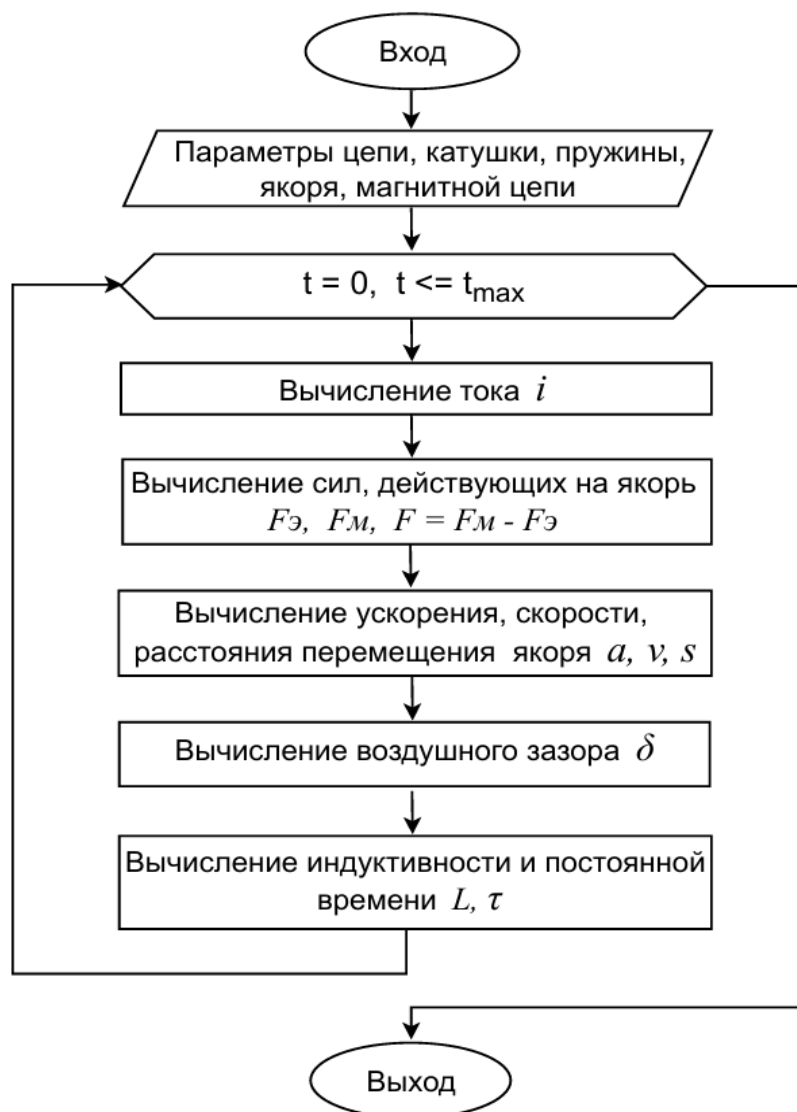 Вход
Параметры цепи, катушки, пружины,
якоря, магнитной цепи
t = 0, t <= tmax
Вычисление тока i
Вычисление сил, действующих на якорь
Fэ, Fм, F = Fм - Fэ
Вычисление ускорения, скорости,
расстояния перемещения якоря a, v, s
Вычисление воздушного зазора δ
Вычисление индуктивности и постоянной
времени L, τ
Выход